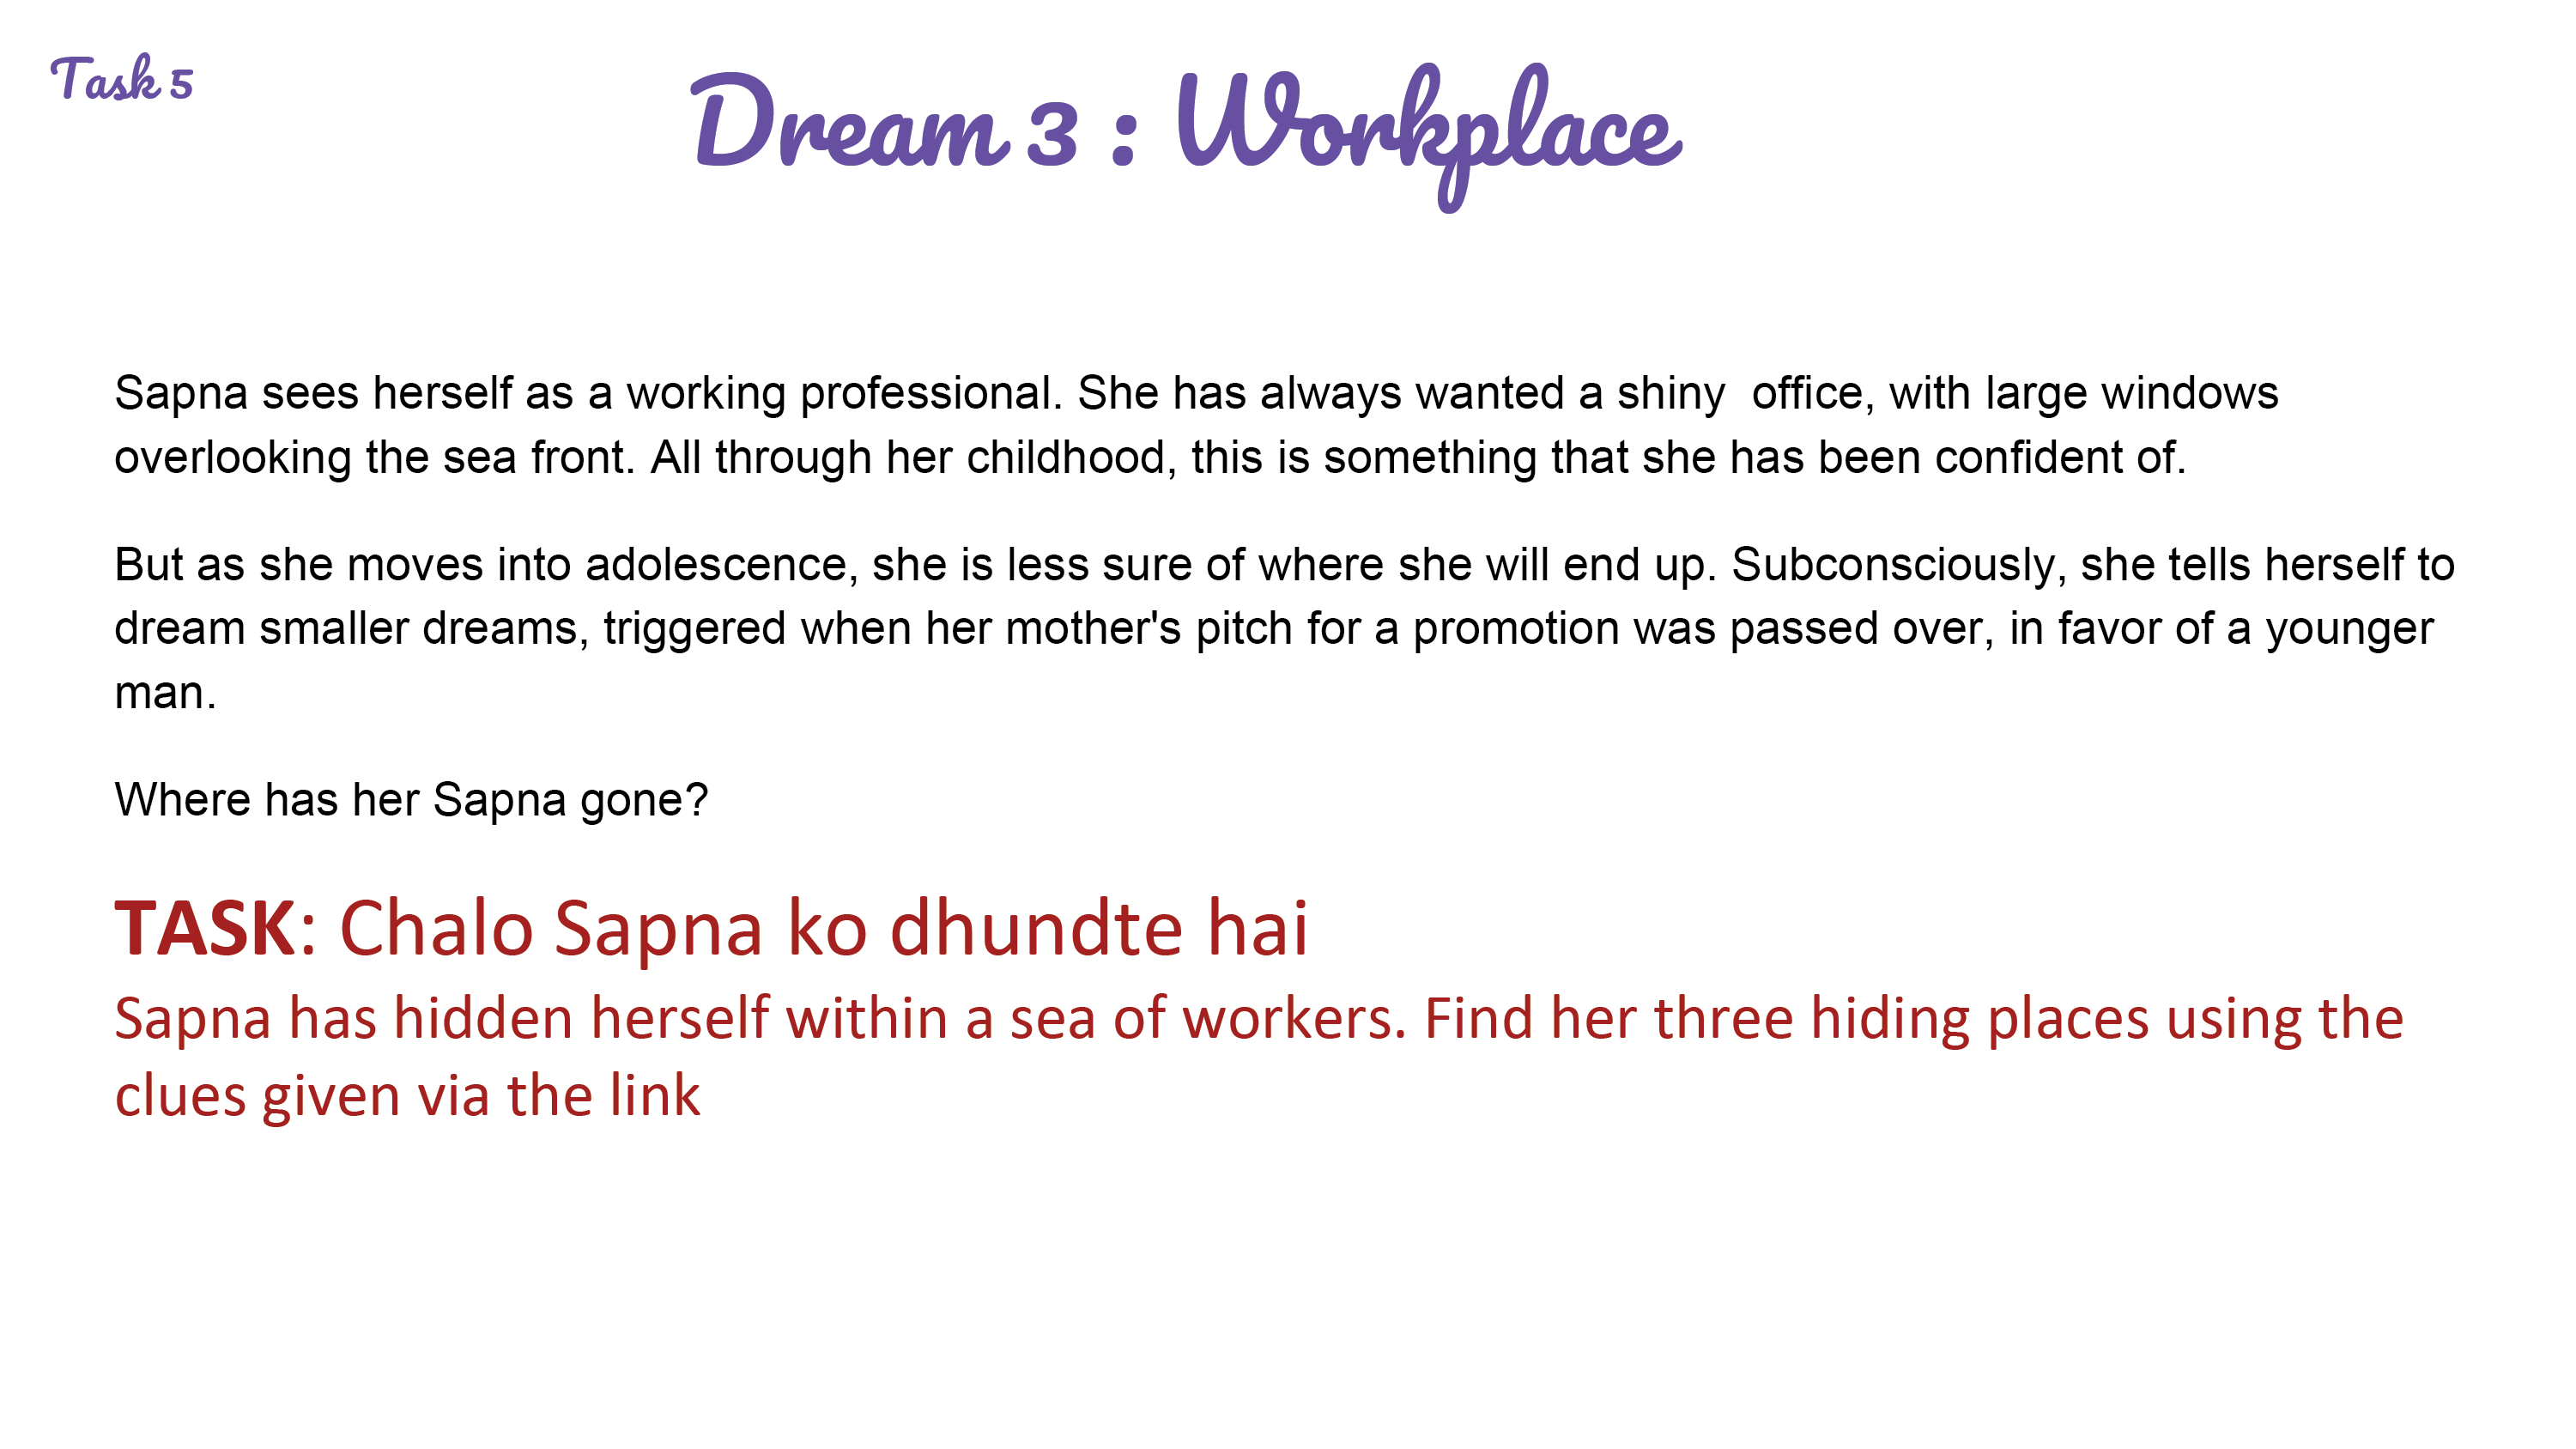 Task 5
Dream 3 : Workplace
Sapna sees herself as a working professional. She has always wanted a shiny  office, with large windows
overlooking the sea front. All through her childhood, this is something that she has been confident of.
But as she moves into adolescence, she is less sure of where she will end up. Subconsciously, she tells herself to
dream smaller dreams, triggered when her mother's pitch for a promotion was passed over, in favor of a younger
man.
Where has her Sapna gone?
TASK: Chalo Sapna ko dhundte hai
Sapna has hidden herself within a sea of workers. Find her three hiding places using the
clues given via the link